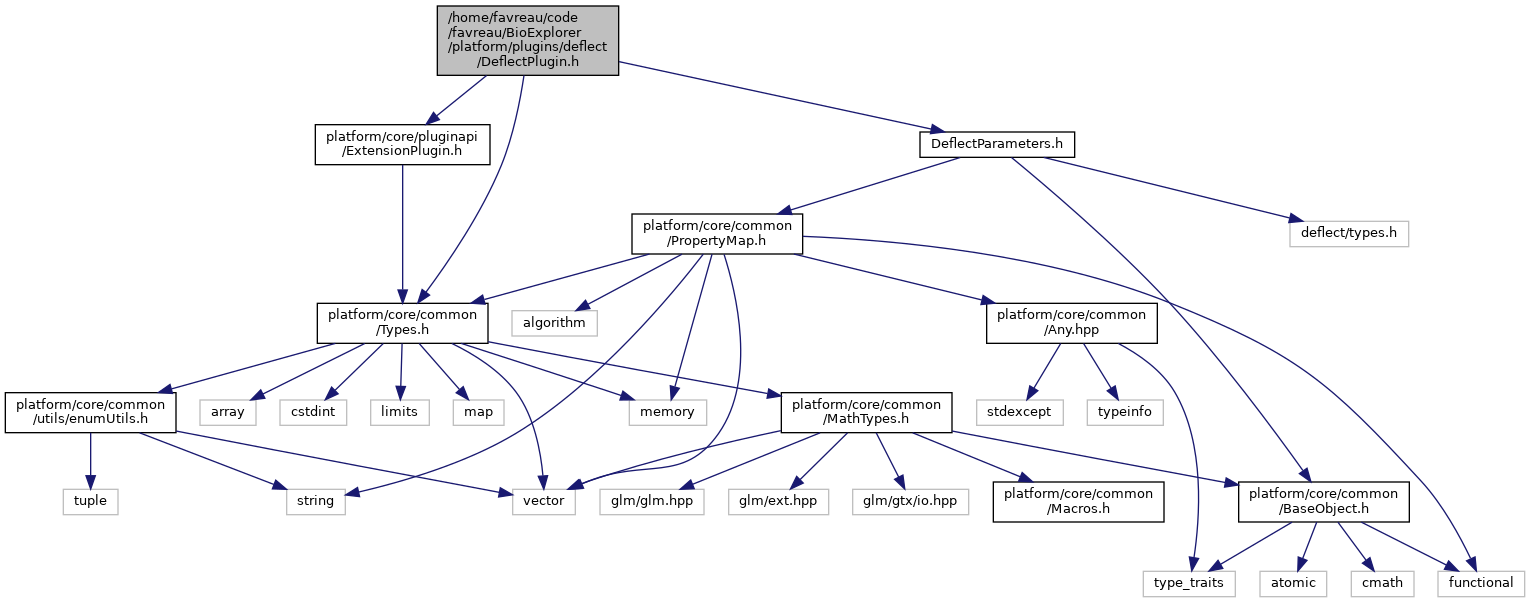 /home/favreau/code
/favreau/BioExplorer
/platform/plugins/deflect
/DeflectPlugin.h
platform/core/pluginapi
/ExtensionPlugin.h
DeflectParameters.h
platform/core/common
/PropertyMap.h
deflect/types.h
platform/core/common
/Types.h
algorithm
platform/core/common
/Any.hpp
platform/core/common
/utils/enumUtils.h
array
cstdint
limits
map
memory
platform/core/common
/MathTypes.h
stdexcept
typeinfo
tuple
string
vector
glm/glm.hpp
glm/ext.hpp
glm/gtx/io.hpp
platform/core/common
/Macros.h
platform/core/common
/BaseObject.h
type_traits
atomic
cmath
functional